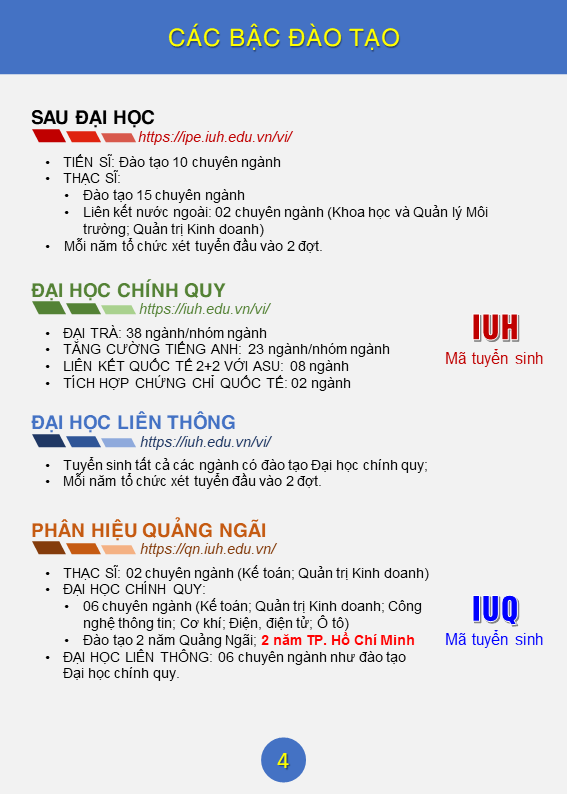 CÁC BẬC ĐÀO TẠO
SAU ĐẠI HỌC
https://ipe.iuh.edu.vn/vi/
• TIẾN SĨ: Đào tạo 10 chuyên ngành
• THẠC SĨ:
• Đào tạo 15 chuyên ngành
• Liên kết nước ngoài: 02 chuyên ngành (Khoa học và Quản lý Môi
trường; Quản trị Kinh doanh)
• Mỗi năm tổ chức xét tuyển đầu vào 2 đợt.
ĐẠI HỌC CHÍNH QUY
https://iuh.edu.vn/vi/
• ĐẠI TRÀ: 38 ngành/nhóm ngành
• TĂNG CƯỜNG TIẾNG ANH: 23 ngành/nhóm ngành
• LIÊN KẾT QUỐC TẾ 2+2 VỚI ASU: 08 ngành
• TÍCH HỢP CHỨNG CHỈ QUỐC TẾ: 02 ngành
IUH
Mã tuyển sinh
ĐẠI HỌC LIÊN THÔNG
https://iuh.edu.vn/vi/
• Tuyển sinh tất cả các ngành có đào tạo Đại học chính quy;
• Mỗi năm tổ chức xét tuyển đầu vào 2 đợt.
PHÂN HIỆU QUẢNG NGÃI
https://qn.iuh.edu.vn/
• THẠC SĨ: 02 chuyên ngành (Kế toán; Quản trị Kinh doanh)
• ĐẠI HỌC CHÍNH QUY:
• 06 chuyên ngành (Kế toán; Quản trị Kinh doanh; Công
nghệ thông tin; Cơ khí; Điện, điện tử; Ô tô)
• Đào tạo 2 năm Quảng Ngãi; 2 năm TP. Hồ Chí Minh
• ĐẠI HỌC LIÊN THÔNG: 06 chuyên ngành như đào tạo
Đại học chính quy.
IUQ
Mã tuyển sinh
4